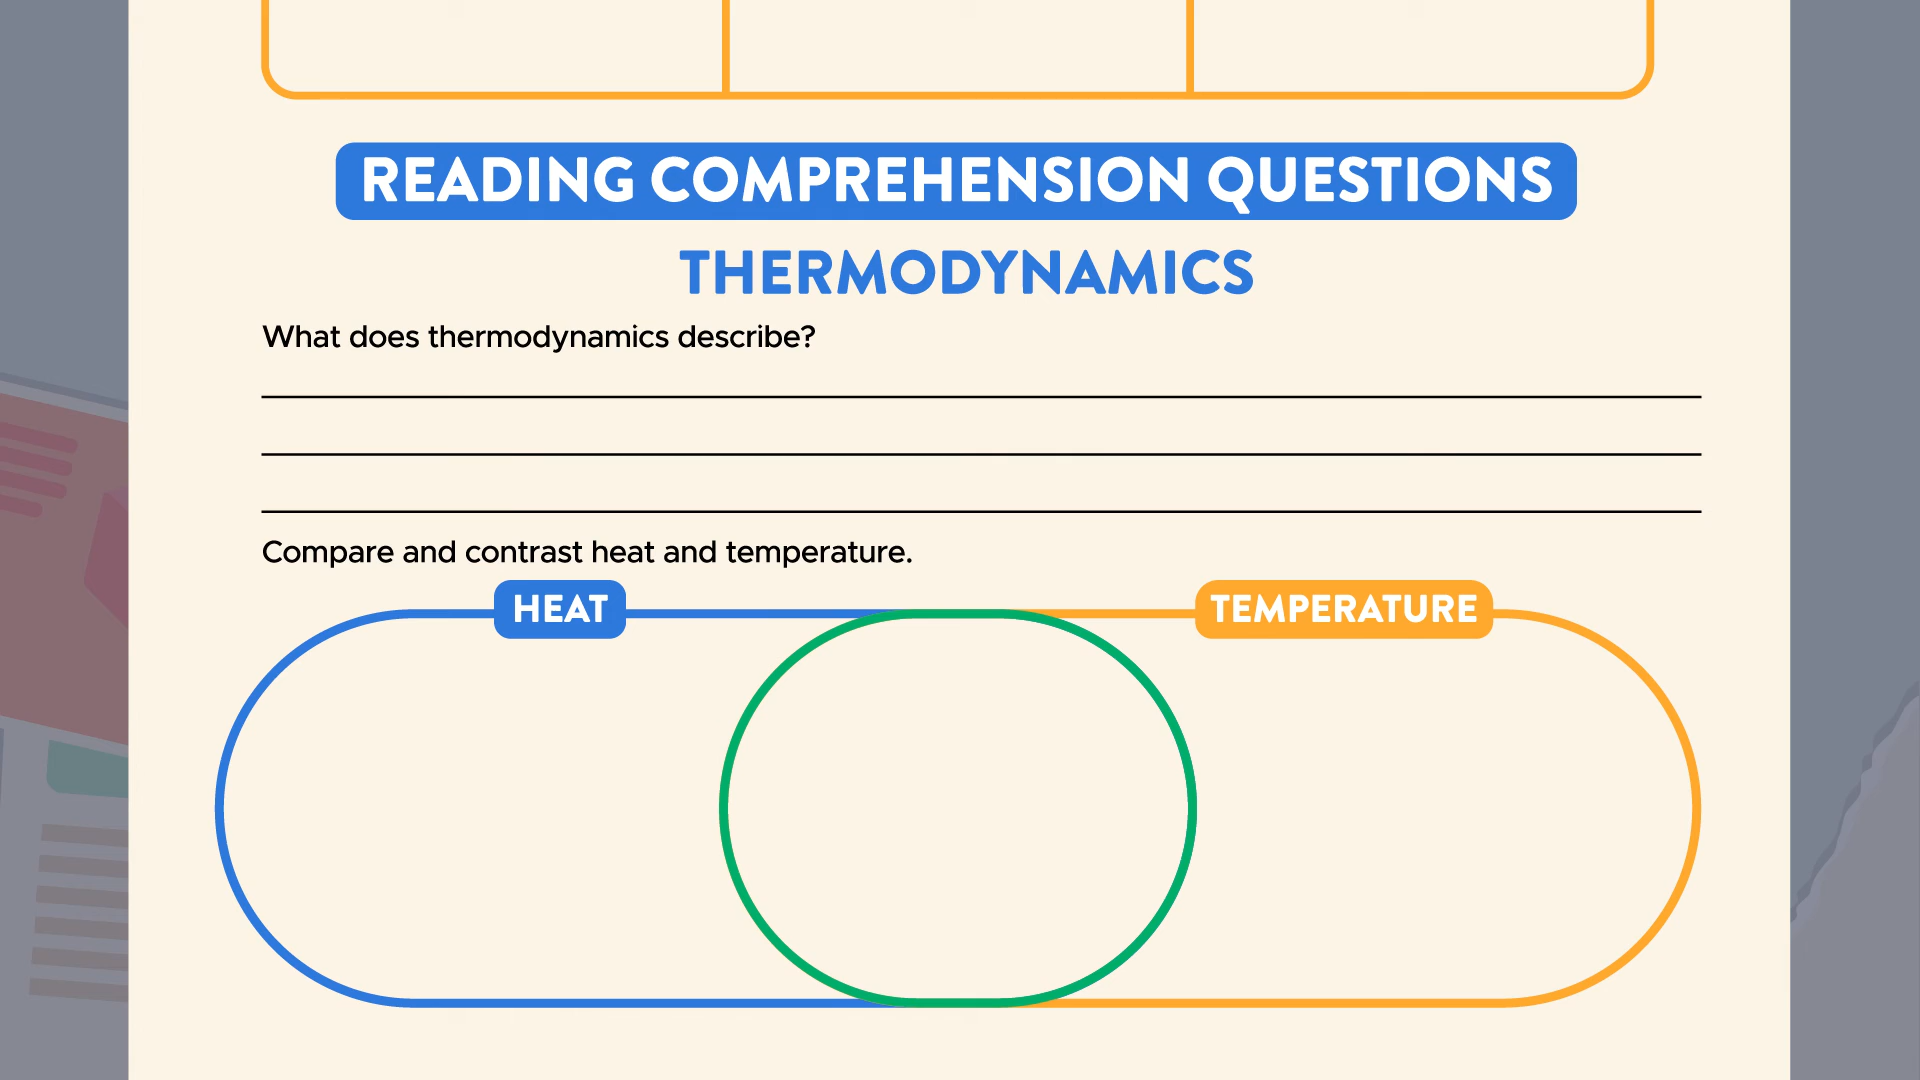 READING COMPREHENSION QUESTIONS
THERMODYNAMICS
What does thermodynamics describe?
Compare and contrast heat and temperature.
HEAT
TEMPERATURE